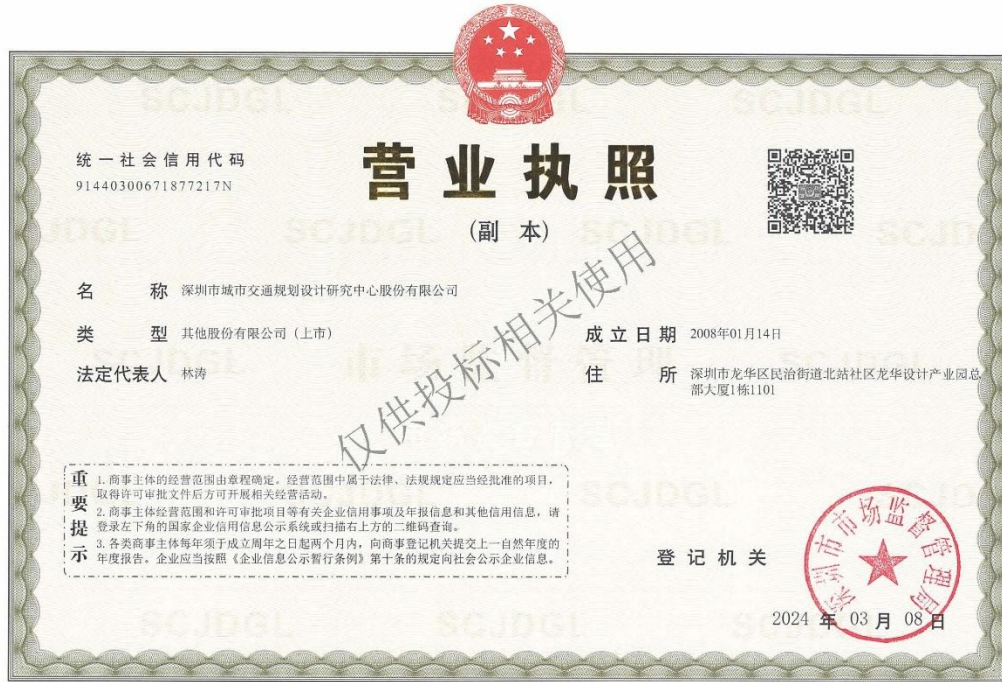 统一社会信用代码
91440300671877217N
营业执照
(副 本)
名 称 深圳市城市交通规划设计研究中心股份有限公司
类 型 其他股份有限公司（上市）
成立日期 2008年01月14日
法定代表人 林涛
住 所 深圳市龙华区民治街道北站社区龙华设计产业园总
部大厦1栋1101
仅供投标相关使用
重要提示
1. 商事主体的经营范围由章程确定。经营范围中属于法律、法规规定应当经批准的项目，
取得许可审批文件后方可开展相关经营活动。
2. 商事主体经营范围和许可审批项目等有关企业信用事项及年报信息和其他信用信息，请
登录左下角的国家企业信用信息公示系统或扫描右上方的二维码查询。
3. 各类商事主体每年须于成立周年之日起两个月内，向商事登记机关提交上一自然年度的
年度报告。企业应当按照《企业信息公示暂行条例》第十条的规定向社会公示企业信息。
登记机关
深圳市市场监督管理局
2024 年 03 月 08 日
SCJDGL